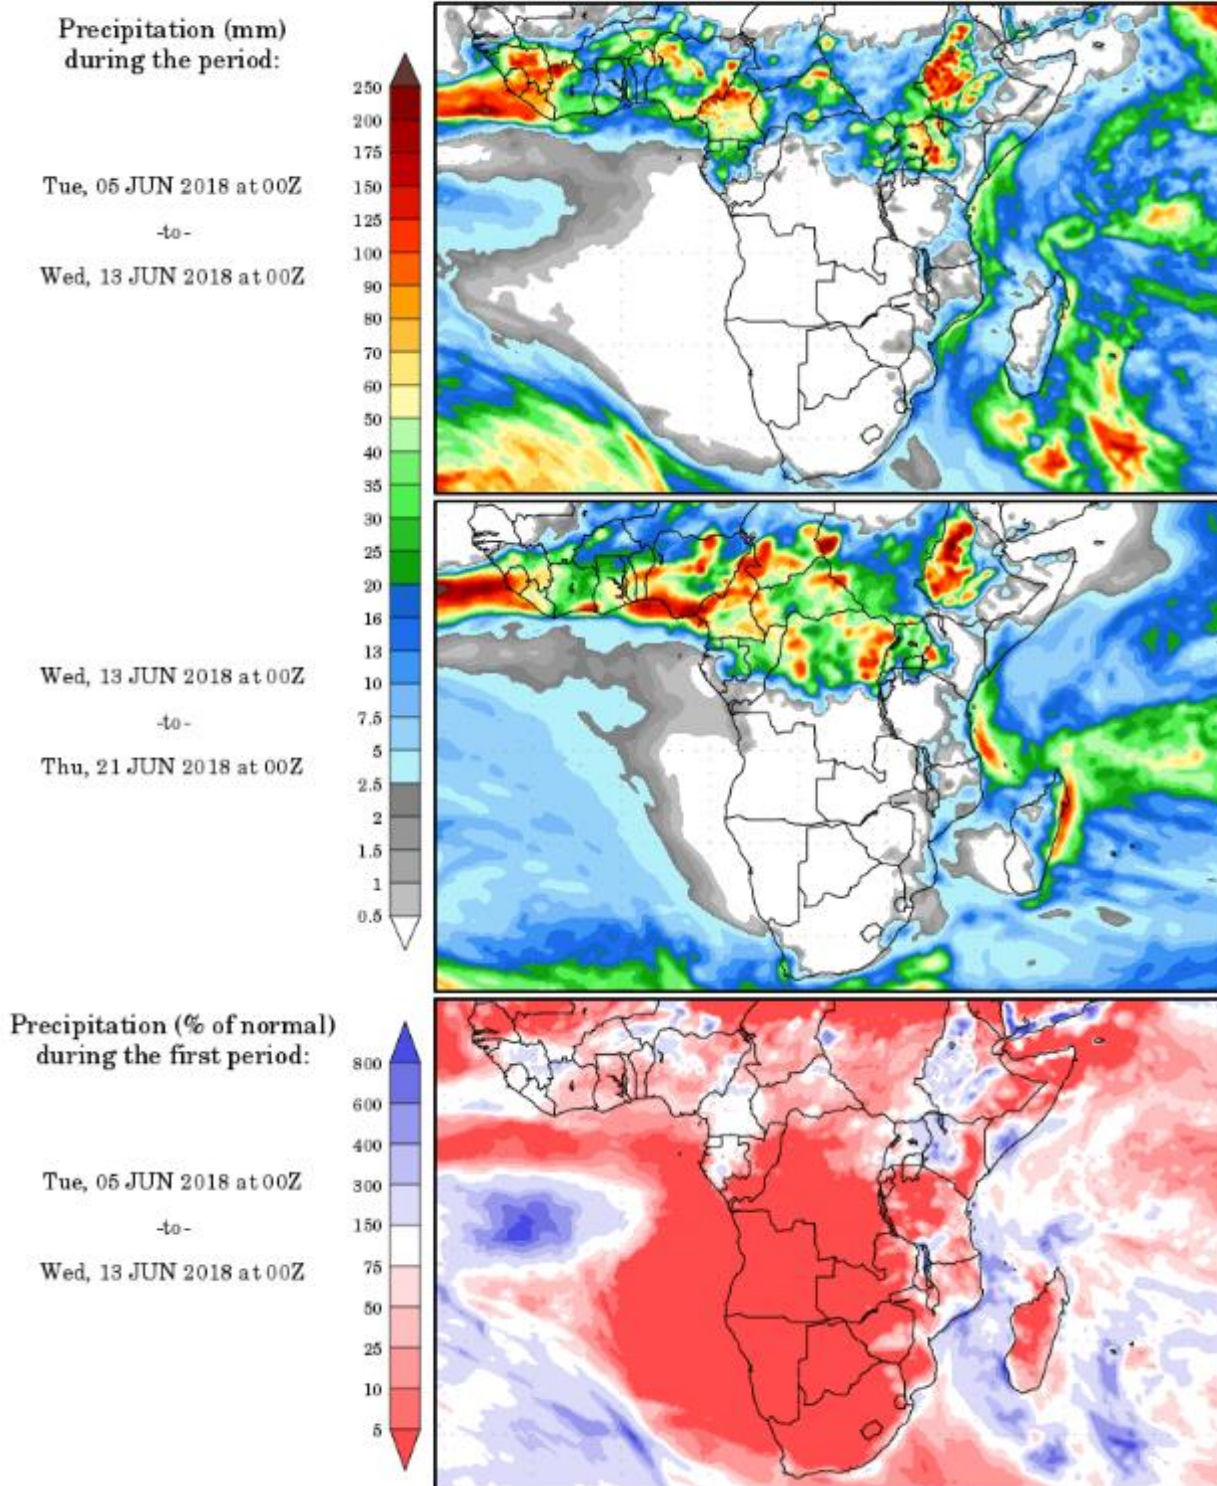 Precipitation (mm)
during the period:
250
200
175
150
125
100
90
80
70
60
50
40
35
30
25
20
16
13
10
7.5
5
2.5
2
1.5
1
0.5
Tue, 05 JUN 2018 at 00Z
-to-
Wed, 13 JUN 2018 at 00Z
Wed, 13 JUN 2018 at 00Z
-to-
Thu, 21 JUN 2018 at 00Z
Precipitation (% of normal)
during the first period:
800
600
400
300
150
75
50
25
10
5
Tue, 05 JUN 2018 at 00Z
-to-
Wed, 13 JUN 2018 at 00Z